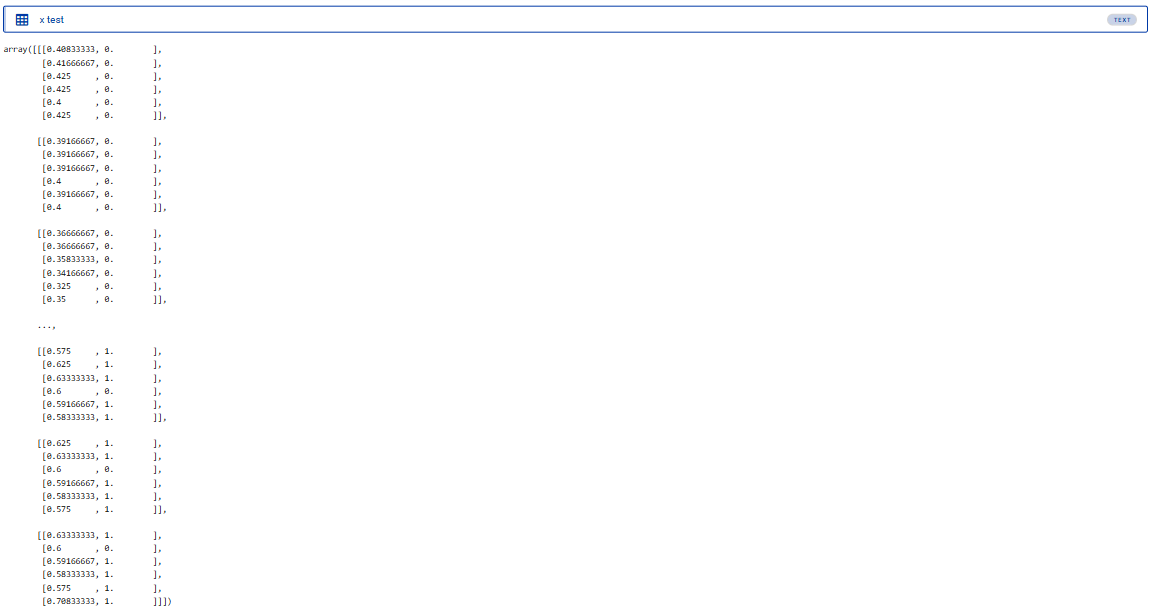 x test
TEXT
array([[[0.40833333, 0.        ],
        [0.41666667, 0.        ],
        [0.425     , 0.        ],
        [0.425     , 0.        ],
        [0.4       , 0.        ],
        [0.425     , 0.        ]],
       [[0.39166667, 0.        ],
        [0.39166667, 0.        ],
        [0.39166667, 0.        ],
        [0.4       , 0.        ],
        [0.39166667, 0.        ],
        [0.4       , 0.        ]],
       [[0.36666667, 0.        ],
        [0.36666667, 0.        ],
        [0.35833333, 0.        ],
        [0.34166667, 0.        ],
        [0.325     , 0.        ],
        [0.35      , 0.        ]],
       ...,
       [[0.575     , 1.        ],
        [0.625     , 1.        ],
        [0.63333333, 1.        ],
        [0.6       , 0.        ],
        [0.59166667, 1.        ],
        [0.58333333, 1.        ]],
       [[0.625     , 1.        ],
        [0.63333333, 1.        ],
        [0.6       , 0.        ],
        [0.59166667, 1.        ],
        [0.58333333, 1.        ],
        [0.575     , 1.        ]],
       [[0.63333333, 1.        ],
        [0.6       , 0.        ],
        [0.59166667, 1.        ],
        [0.58333333, 1.        ],
        [0.575     , 1.        ],
        [0.70833333, 1.        ]]])